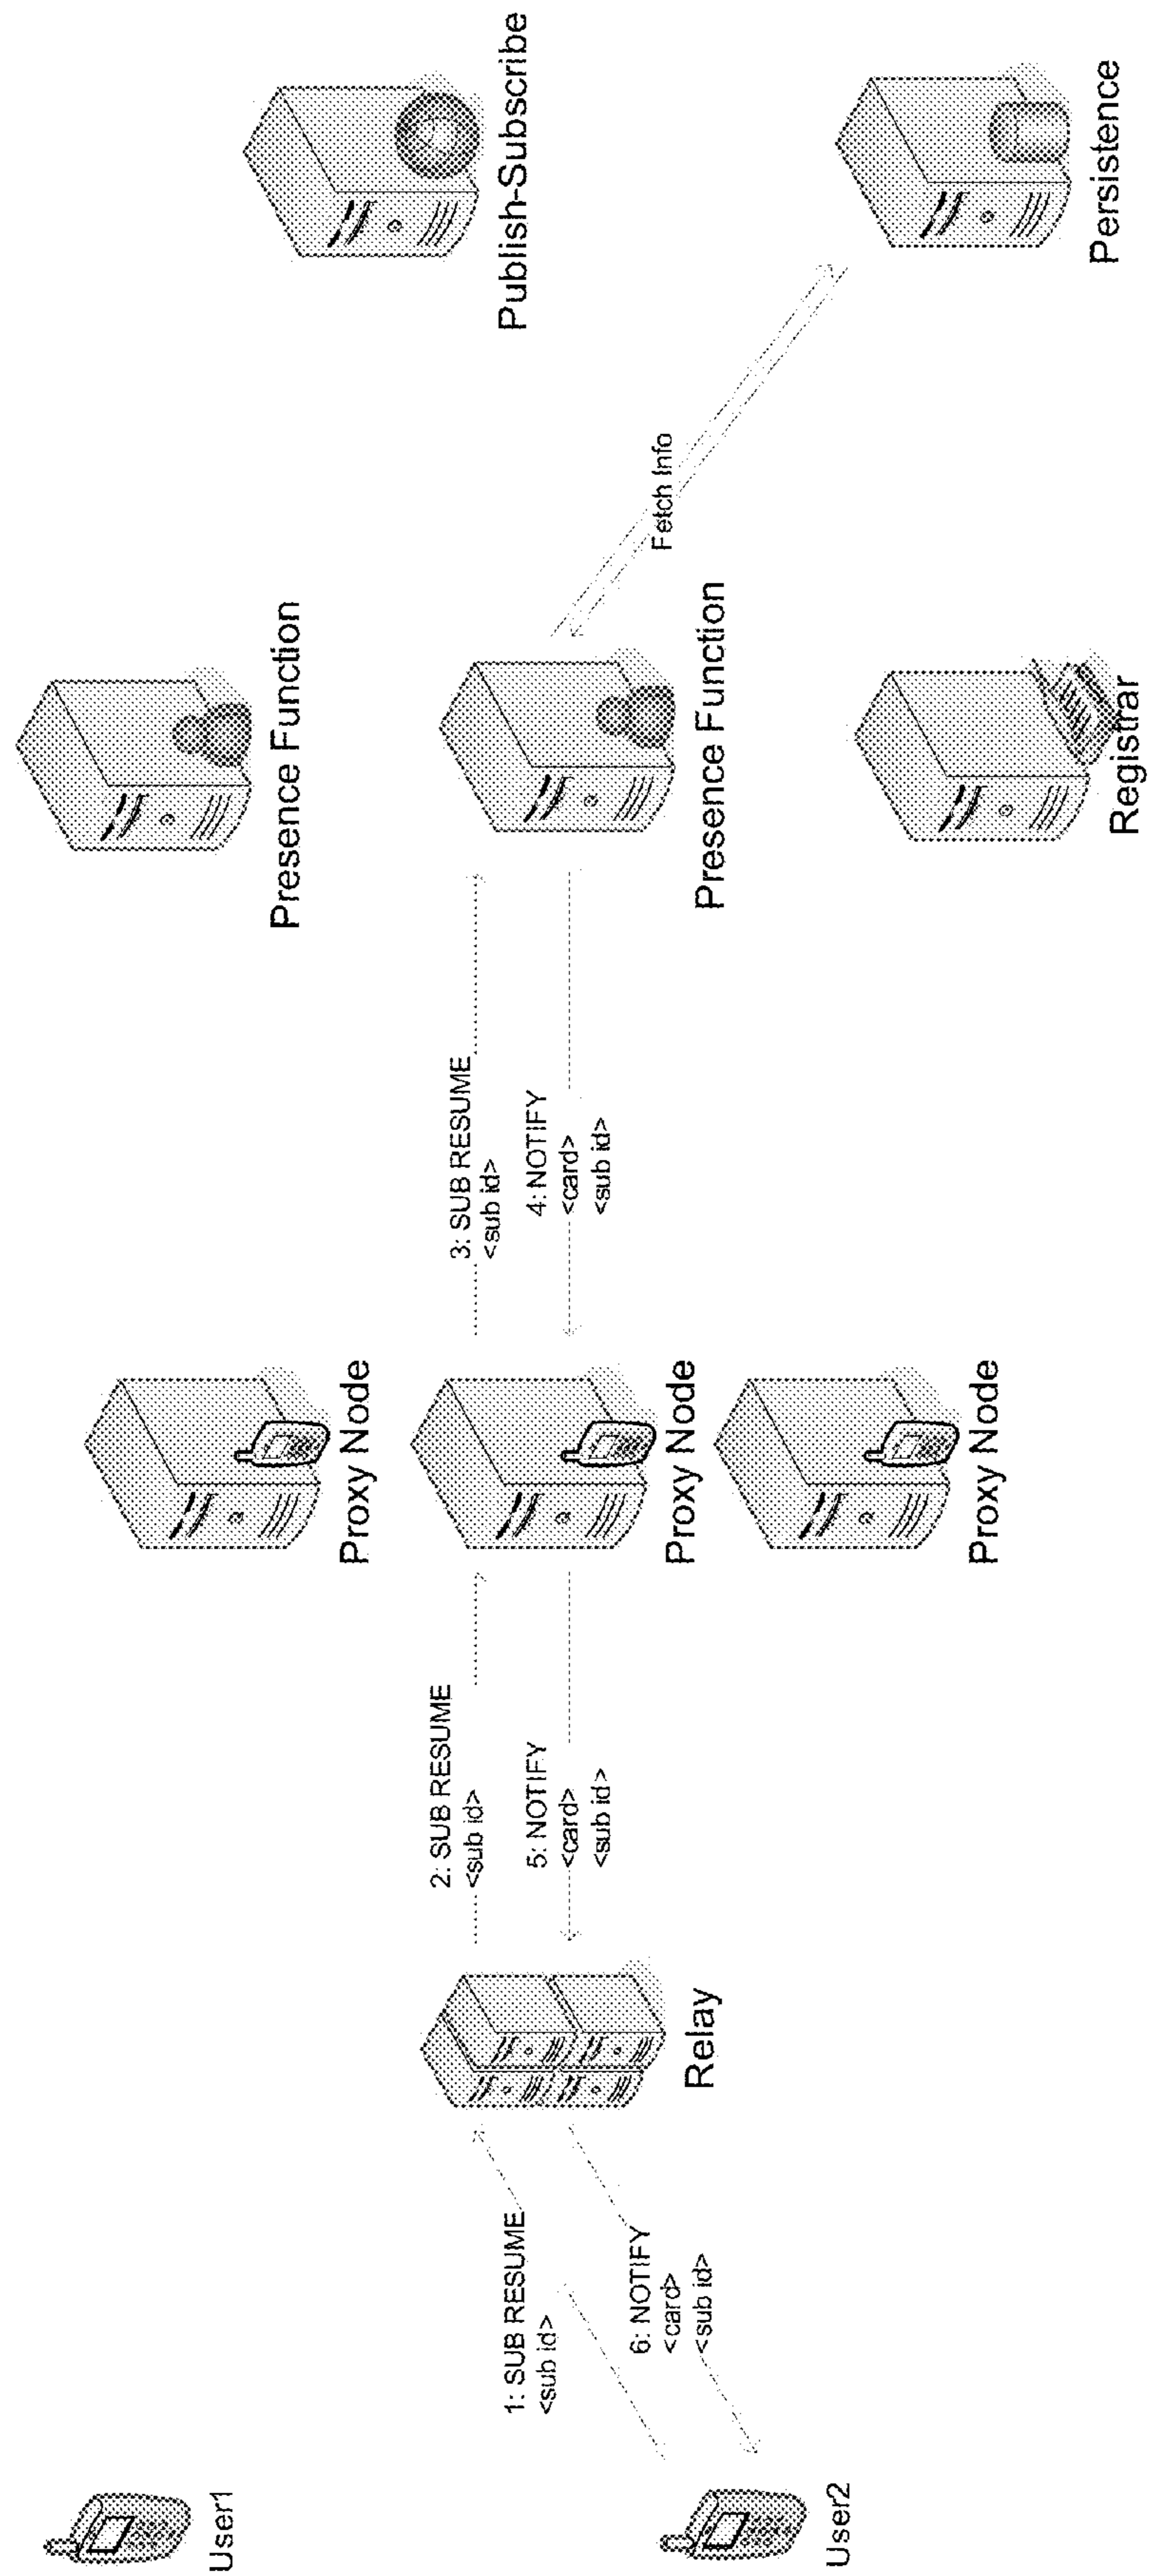 User1
User2
1: SUB RESUME
<sub id>
6: NOTIFY
<card>
<sub id>
Relay
2: SUB RESUME
<sub id>
5: NOTIFY
<card>
<sub id>
Proxy Node
Proxy Node
Proxy Node
3: SUB RESUME
<sub id>
4: NOTIFY
<card>
<sub id>
Presence Function
Presence Function
Registrar
Fetch Info
Publish-Subscribe
Persistence